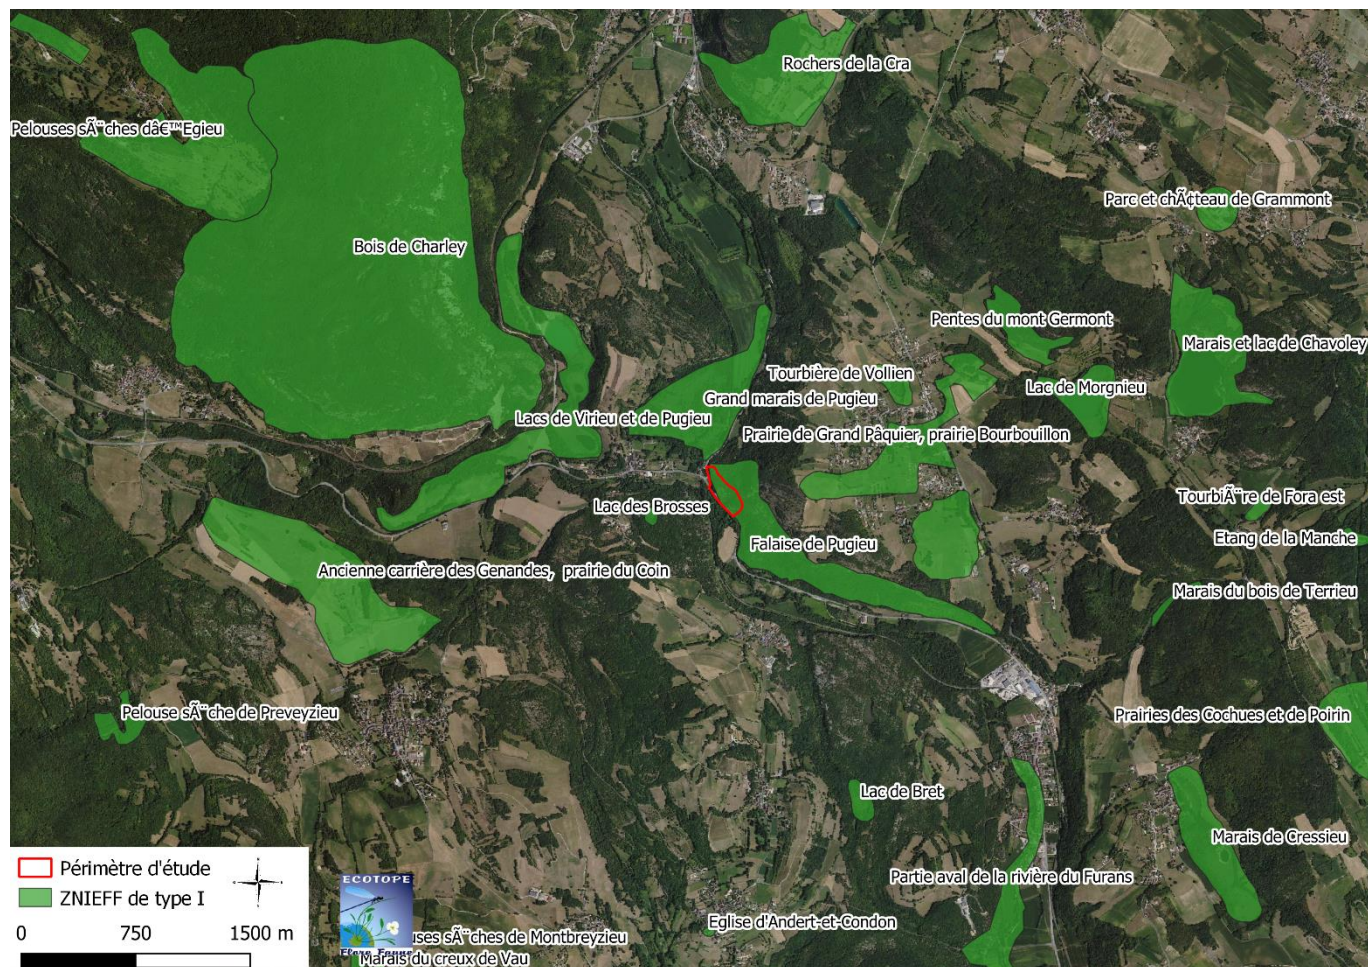 Rochers de la Cra
Pelouses sÃ¨ches dâ€™Egieu
Parc et chÃ¢teau de Grammont
Bois de Charley
Pentes du mont Germont
Marais et lac de Chavoley
Tourbière de Vollien
Lac de Morgnieu
Grand marais de Pugieu
Lacs de Virieu et de Pugieu
Prairie de Grand Pâquier, prairie Bourbouillon
Lac des Brosses
TourbiÃ¨re de Fora est
Etang de la Manche
Falaise de Pugieu
Ancienne carrière des Genandes, prairie du Coin
Marais du bois de Terrieu
Pelouse sÃ¨che de Preveyzieu
Prairies des Cochues et de Poirin
Lac de Bret
Marais de Cressieu
Partie aval de la rivière du Furans
Eglise d'Andert-et-Condon
Périmètre d'étude
ZNIEFF de type I
0 750 1500 m
ECOTOPE
Flore Faune
uses sÃ¨ches de Montbreyzieu
Marais du creux de Vau